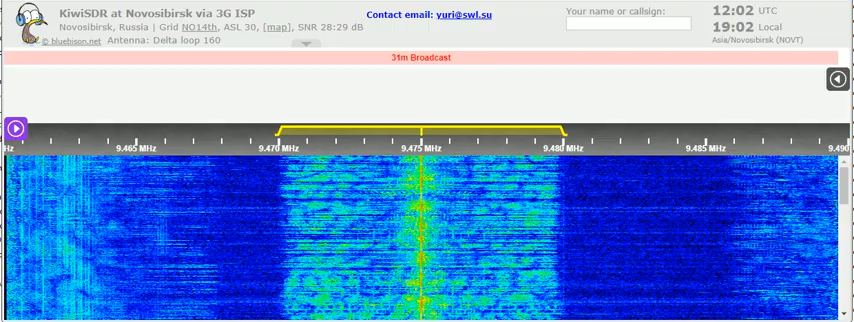 KiwiSDR at Novosibirsk via 3G ISP
Novosibirsk, Russia | Grid NO14th, ASL 30, [map], SNR 28:29 dB
© bluebison.net Antenna: Delta loop 160
Contact email: yuri@swl.su
Your name or callsign:
12:02 UTC
19:02 Local
Asia/Novosibirsk (NOVT)
31m Broadcast
Hz 9.465 MHz 9.470 MHz 9.475 MHz 9.480 MHz 9.485 MHz 9.490